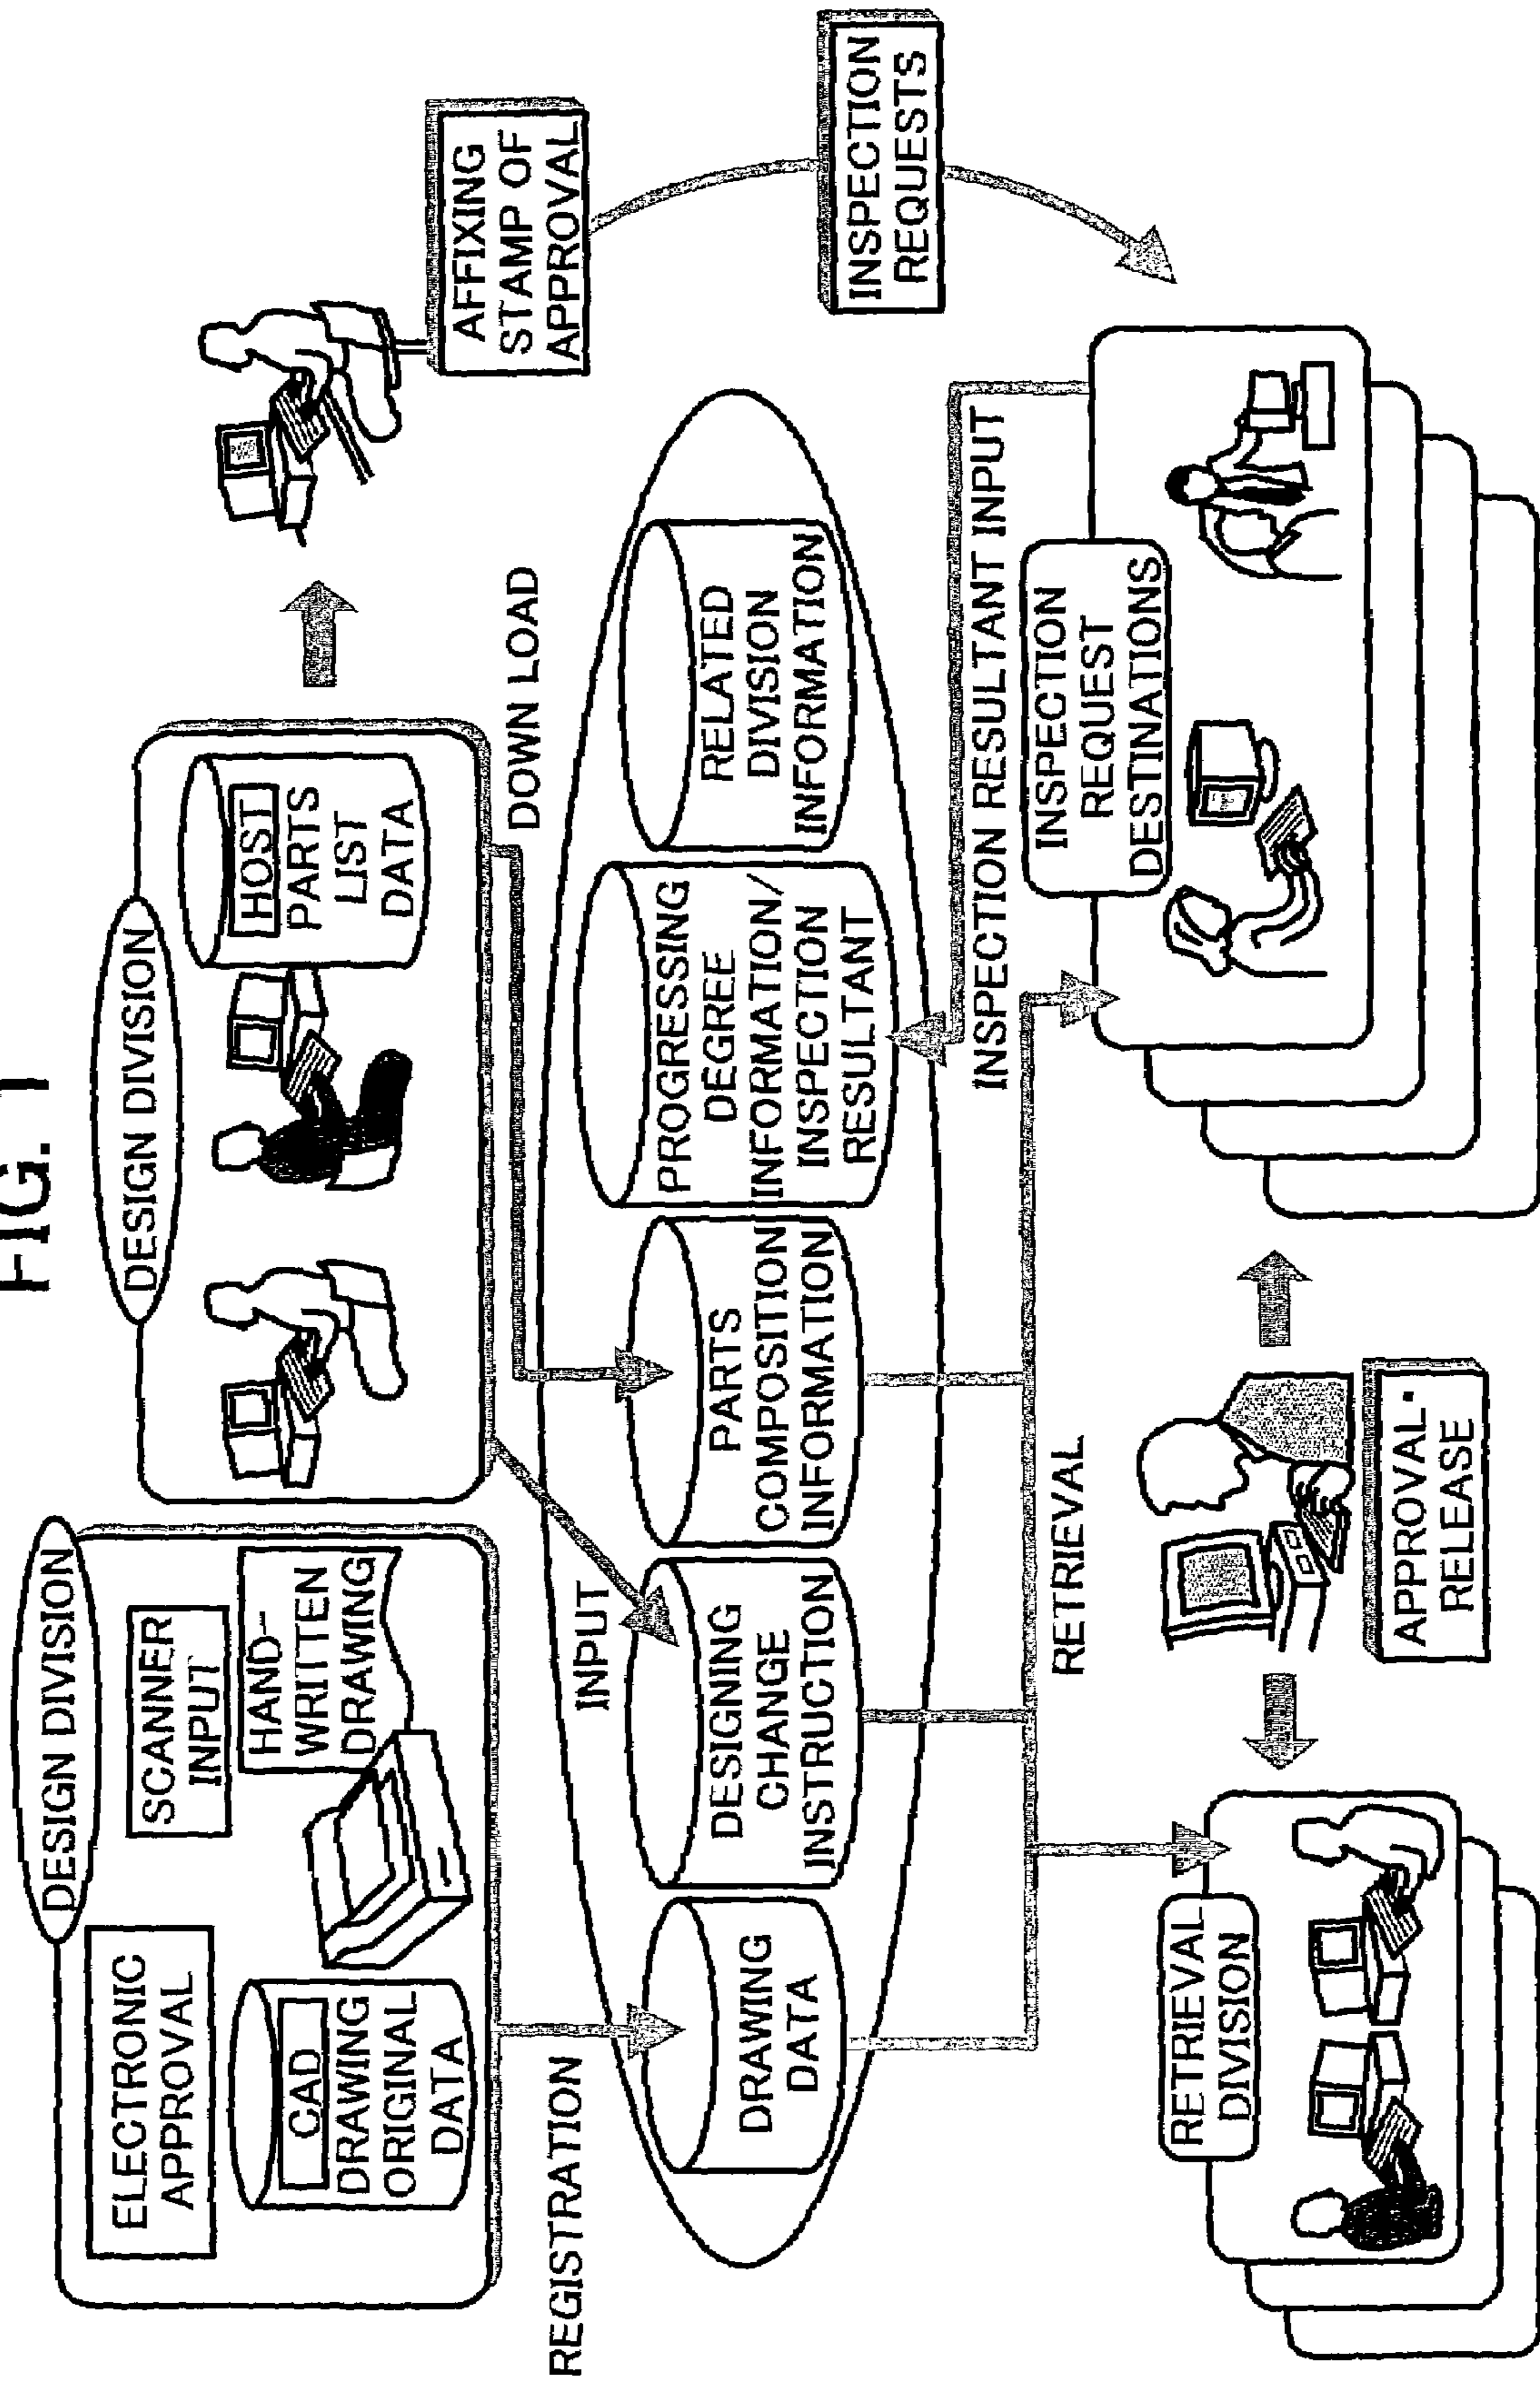 FIG. 1
DESIGN DIVISION
ELECTRONIC
APPROVAL
SCANNER
INPUT
CAD
DRAWING
ORIGINAL
DATA
HAND-
WRITTEN
DRAWING
DESIGN DIVISION
HOST
PARTS
LIST
DATA
AFFIXING
STAMP OF
APPROVAL
REGISTRATION
INPUT
DOWN LOAD
DRAWING
DATA
DESIGNING
CHANGE
INSTRUCTION
PARTS
COMPOSITION
INFORMATION
PROGRESSING
DEGREE
INFORMATION/
INSPECTION
RESULTANT
RELATED
DIVISION
INFORMATION
INSPECTION
REQUESTS
INSPECTION RESULTANT INPUT
RETRIEVAL
RETRIEVAL
DIVISION
APPROVAL·
RELEASE
INSPECTION
REQUEST
DESTINATIONS